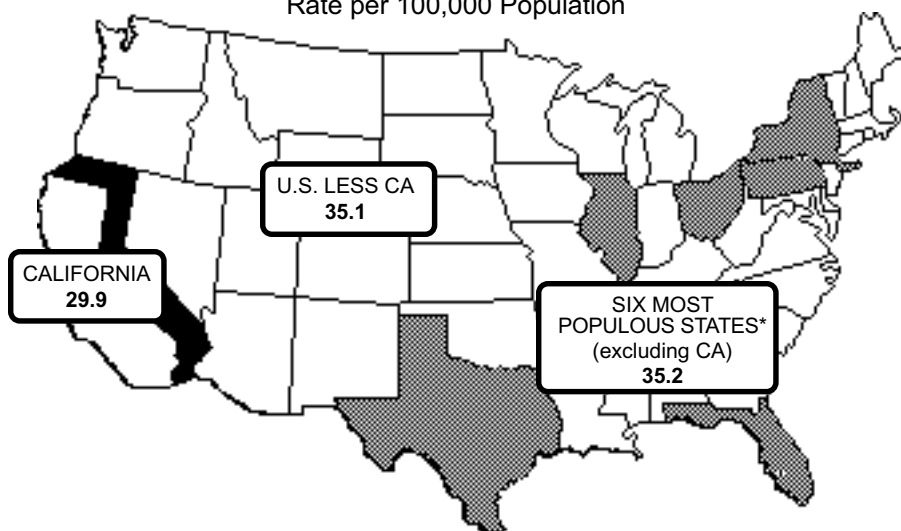 Rate per 100,000 Population
U.S. LESS CA
35.1
CALIFORNIA
29.9
SIX MOST
POPULOUS STATES*
(excluding CA)
35.2